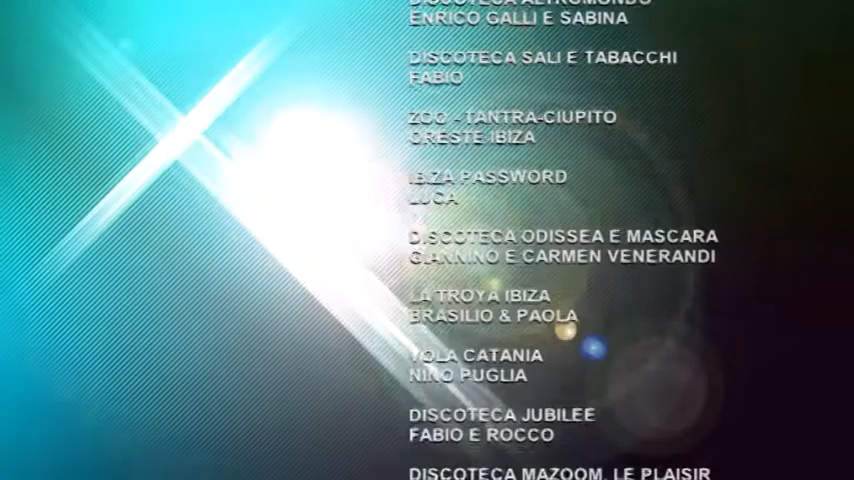 DISCOTECA ALTROMONDO
ENRICO GALLI E SABINA
DISCOTECA SALI E TABACCHI
FABIO
ZOO - TANTRA-CIUPITO
ORESTE IBIZA
IBIZA PASSWORD
LUCA
DISCOTECA ODISSEA E MASCARA
GIANNINO E CARMEN VENERANDI
LA TROYA IBIZA
BRASILIO & PAOLA
YOLA CATANIA
NINO PUGLIA
DISCOTECA JUBILEE
FABIO E ROCCO
DISCOTECA MAZOOM, LE PLAISIR